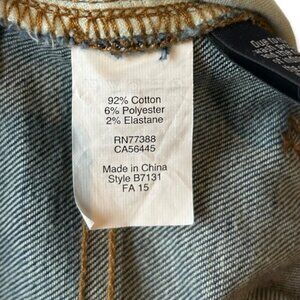 92% Cotton
6% Polyester
2% Elastane
RN77388
CA56445
Made in China
Style B7131
FA 15